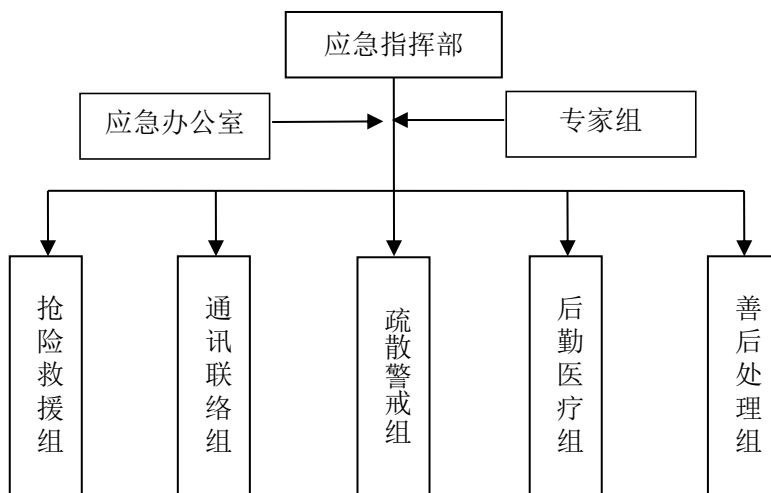 应急指挥部
应急办公室
专家组
抢险救援组
通讯联络组
疏散警戒组
后勤医疗组
善后处理组